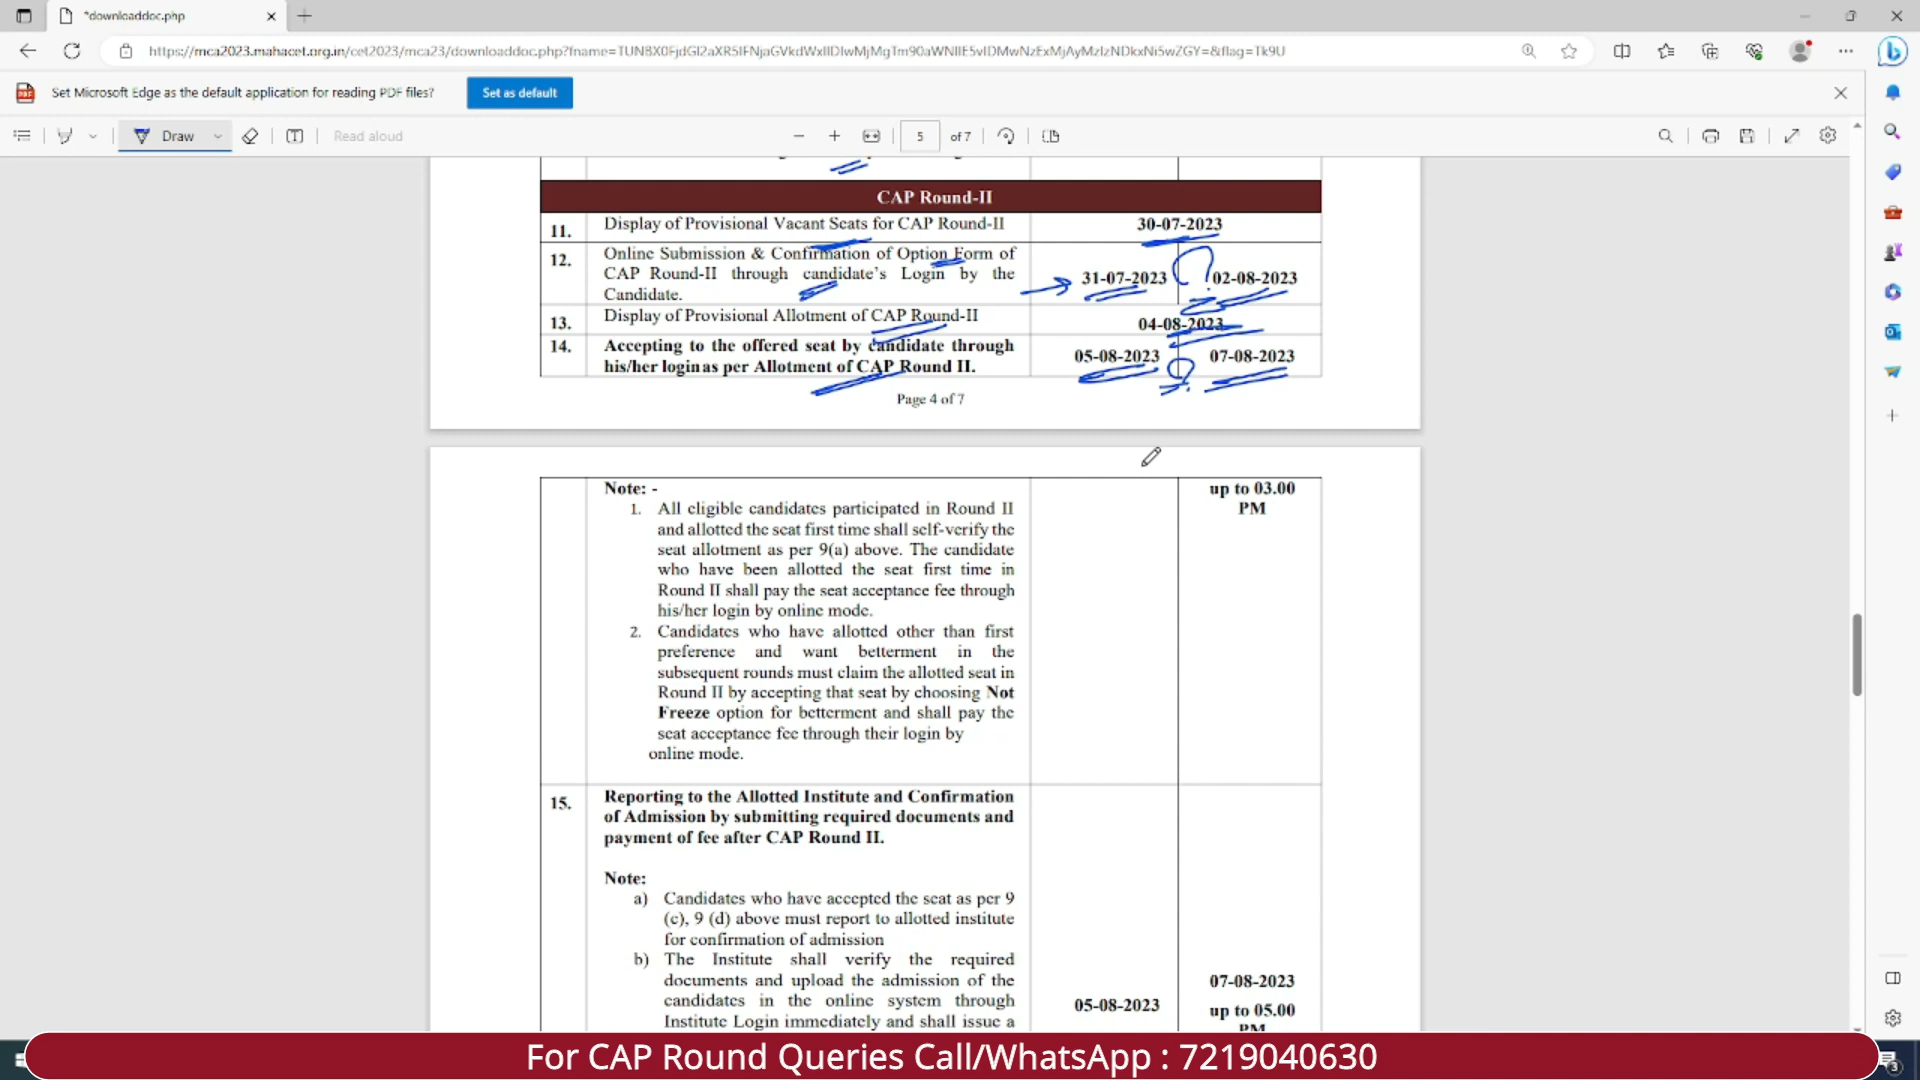 *downloaddoc.php
Set Microsoft Edge as the default application for reading PDF files?
Set as default
Draw
Read aloud
5
of 7
CAP Round-II
11.
Display of Provisional Vacant Seats for CAP Round-II
30-07-2023
12.
Online Submission & Confirmation of Option Form of
CAP Round-II through candidate's Login by the
Candidate.
31-07-2023
02-08-2023
13.
Display of Provisional Allotment of CAP Round-II
04-08-2023
14.
Accepting to the offered seat by candidate through
his/her login as per Allotment of CAP Round II.
05-08-2023
07-08-2023
Page 4 of 7
Note: -
up to 03.00
PM
1. All eligible candidates participated in Round II
and allotted the seat first time shall self-verify the
seat allotment as per 9(a) above. The candidate
who have been allotted the seat first time in
Round II shall pay the seat acceptance fee through
his/her login by online mode.
2. Candidates who have allotted other than first
preference and want betterment in the
subsequent rounds must claim the allotted seat in
Round II by accepting that seat by choosing Not
Freeze option for betterment and shall pay the
seat acceptance fee through their login by
online mode.
15.
Reporting to the Allotted Institute and Confirmation
of Admission by submitting required documents and
payment of fee after CAP Round II.
Note:
a) Candidates who have accepted the seat as per 9
(c), 9 (d) above must report to allotted institute
for confirmation of admission
b) The Institute shall verify the required
documents and upload the admission of the
candidates in the online system through
Institute Login immediately and shall issue a
05-08-2023
07-08-2023
up to 05.00
PM
For CAP Round Queries Call/WhatsApp : 7219040630